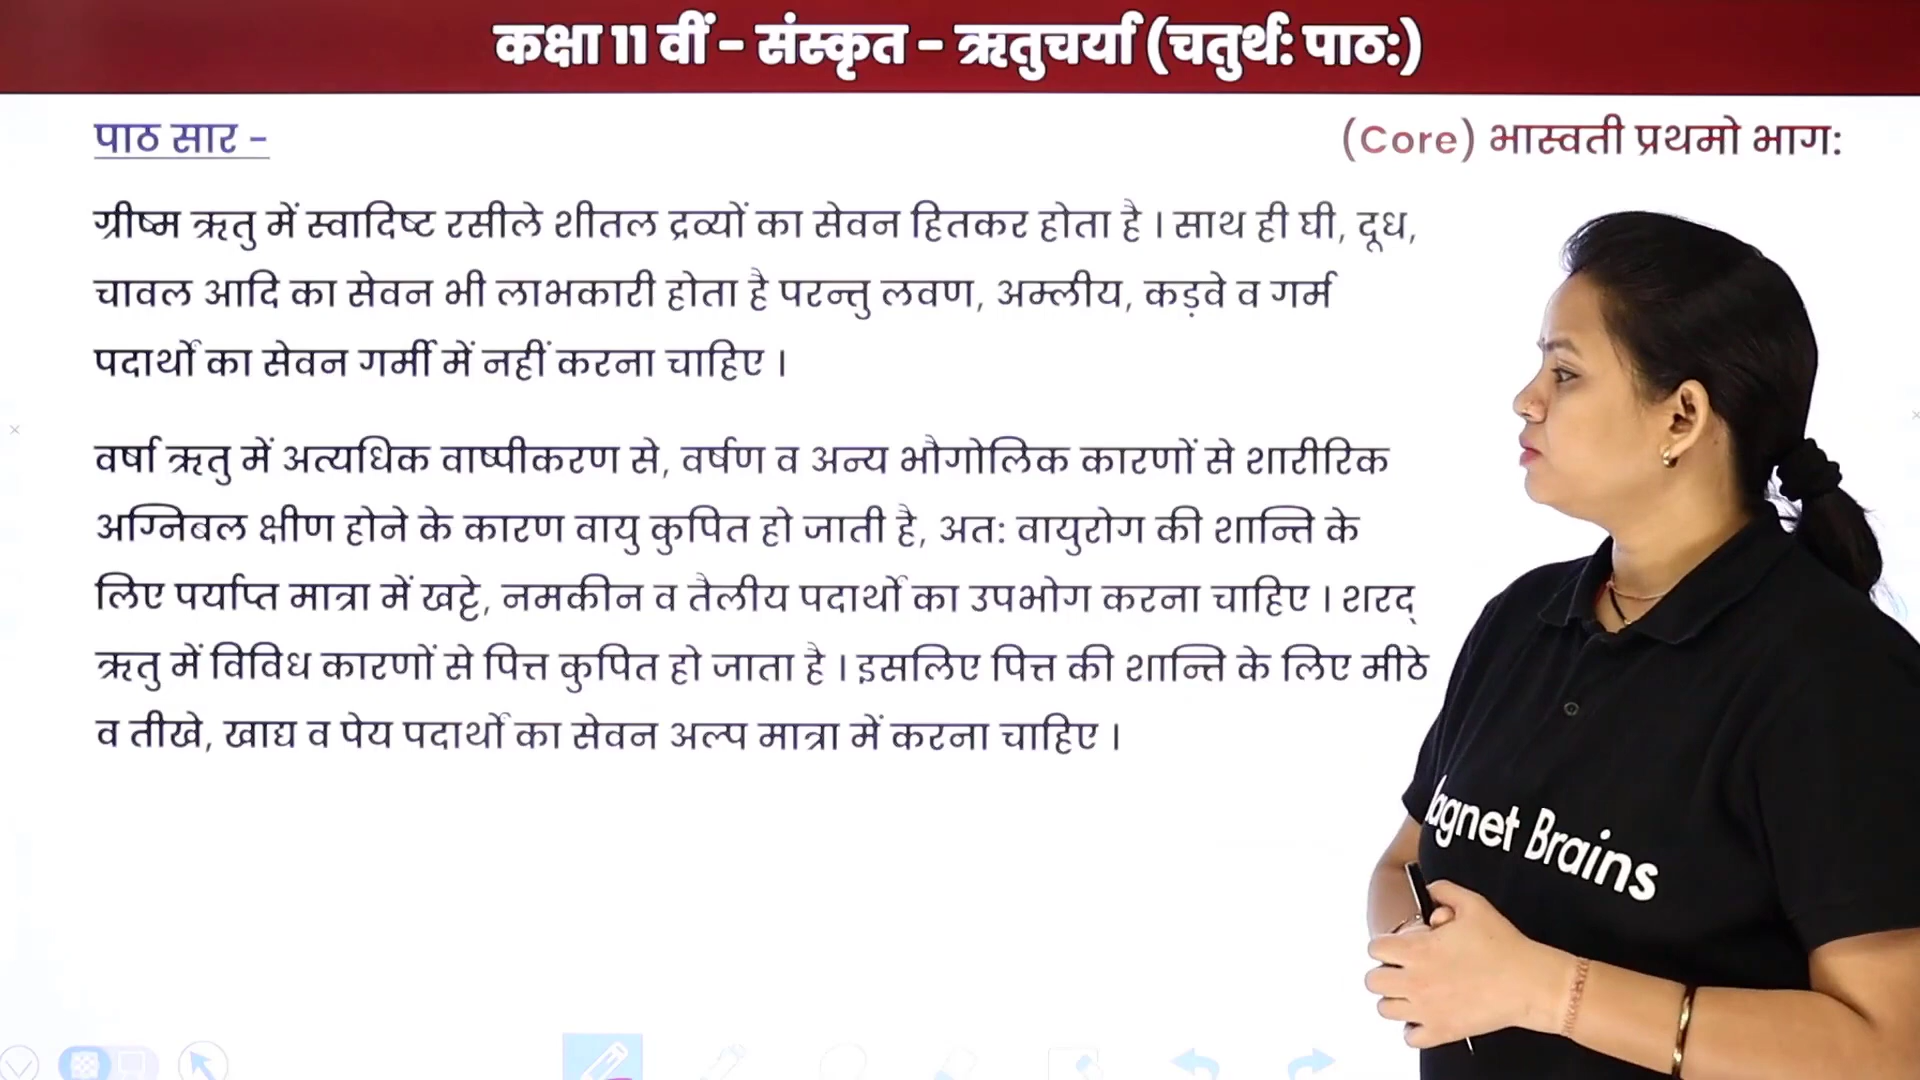 कक्षा 11 वीं – संस्कृत – ऋतुचर्या (चतुर्थ: पाठ:)
पाठ सार –
(Core) भास्वती प्रथमो भाग:
ग्रीष्म ऋतु में स्वादिष्ट रसीले शीतल द्रव्यों का सेवन हितकर होता है । साथ ही घी, दूध,
चावल आदि का सेवन भी लाभकारी होता है परन्तु लवण, अम्लीय, कड़वे व गर्म
पदार्थों का सेवन गर्मी में नहीं करना चाहिए ।
वर्षा ऋतु में अत्यधिक वाष्पीकरण से, वर्षण व अन्य भौगोलिक कारणों से शारीरिक
अग्निबल क्षीण होने के कारण वायु कुपित हो जाती है, अत: वायुरोग की शान्ति के
लिए पर्याप्त मात्रा में खट्टे, नमकीन व तैलीय पदार्थों का उपभोग करना चाहिए । शरद्
ऋतु में विविध कारणों से पित्त कुपित हो जाता है । इसलिए पित्त की शान्ति के लिए मीठे
व तीखे, खाद्य व पेय पदार्थों का सेवन अल्प मात्रा में करना चाहिए ।
agnet Brains